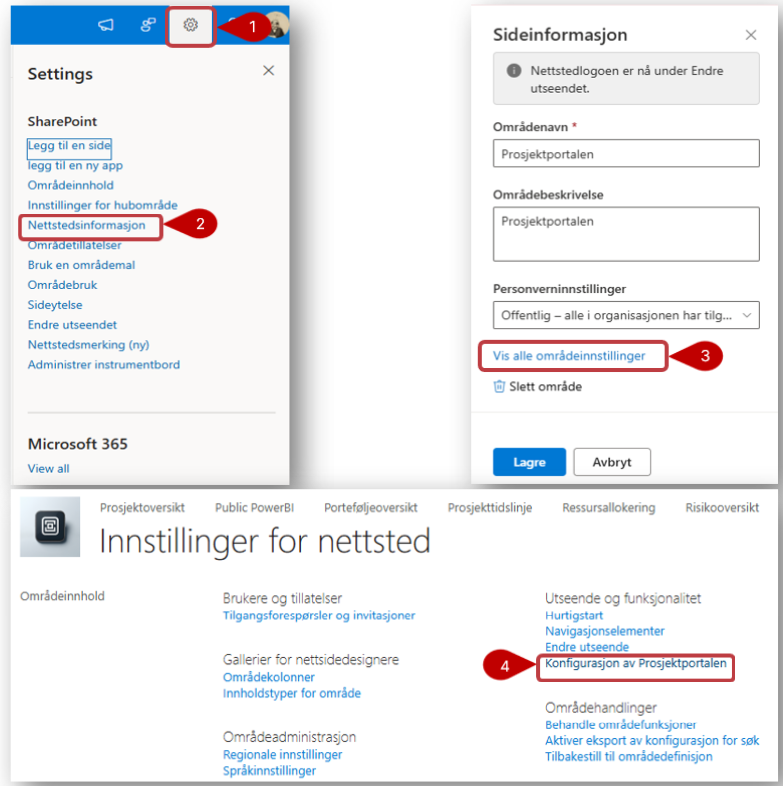 1
Settings
SharePoint
Legg til en side
legg til en ny app
Områdeinnhold
Innstillinger for hubområde
Nettstedsinformasjon
2
Områdetillatelser
Bruk en områdemal
Områdebruk
Sideytelse
Endre utseendet
Nettstedsmerking (ny)
Administrer instrumentbord
Microsoft 365
View all
Sideinformasjon
Nettstedlogoen er nå under Endre
utseendet.
Områdenavn *
Prosjektportalen
Områdebeskrivelse
Prosjektportalen
Personverninnstillinger
Offentlig – alle i organisasjonen har tilg...
Vis alle områdeinnstillinger
3
Slett område
Lagre Avbryt
Prosjektoversikt Public PowerBI Porteføljeoversikt Prosjekttidslinje Ressursallokering Risikooversikt
Innstillinger for nettsted
Områdeinnhold
Brukere og tillatelser
Tilgangsforespørsler og invitasjoner
Gallerier for nettsidedesignere
Områdekolonner
Innholdstyper for område
Områdeadministrasjon
Regionale innstillinger
Språkinnstillinger
Utseende og funksjonalitet
Hurtigstart
Navigasjonselementer
Endre utseende
4
Konfigurasjon av Prosjektportalen
Områdehandlinger
Behandle områdefunksjoner
Aktiver eksport av konfigurasjon for søk
Tilbakestill til områdedefinisjon